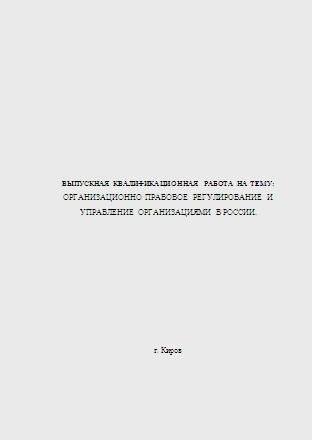 ВЫПУСКНАЯ КВАЛИФИКАЦИОННАЯ РАБОТА НА ТЕМУ:
ОРГАНИЗАЦИОННО ПРАВОВОЕ РЕГУЛИРОВАНИЕ И
УПРАВЛЕНИЕ ОРГАНИЗАЦИЯМИ В РОССИИ.
г. Киров